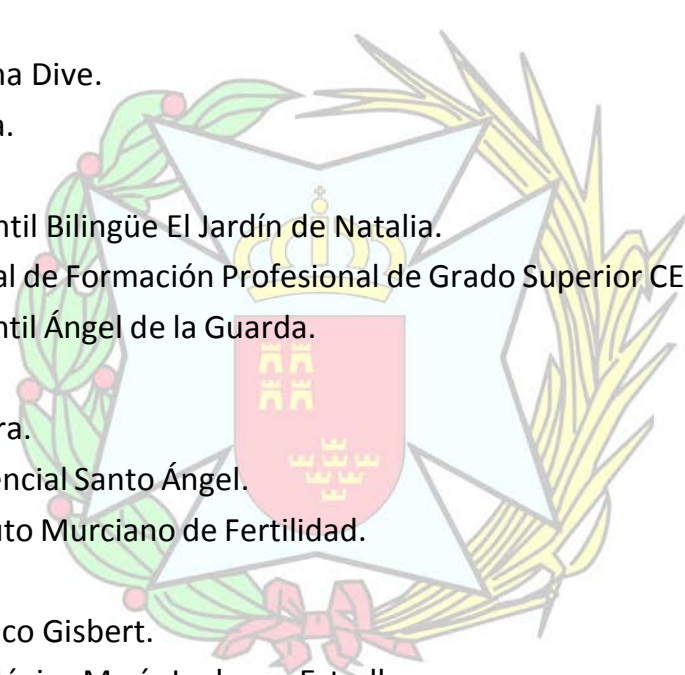 na Dive.
a.
ntil Bilingüe El Jardín de Natalia.
al de Formación Profesional de Grado Superior CE
ntil Ángel de la Guarda.
ra.
encial Santo Ángel.
uto Murciano de Fertilidad.
co Gisbert.